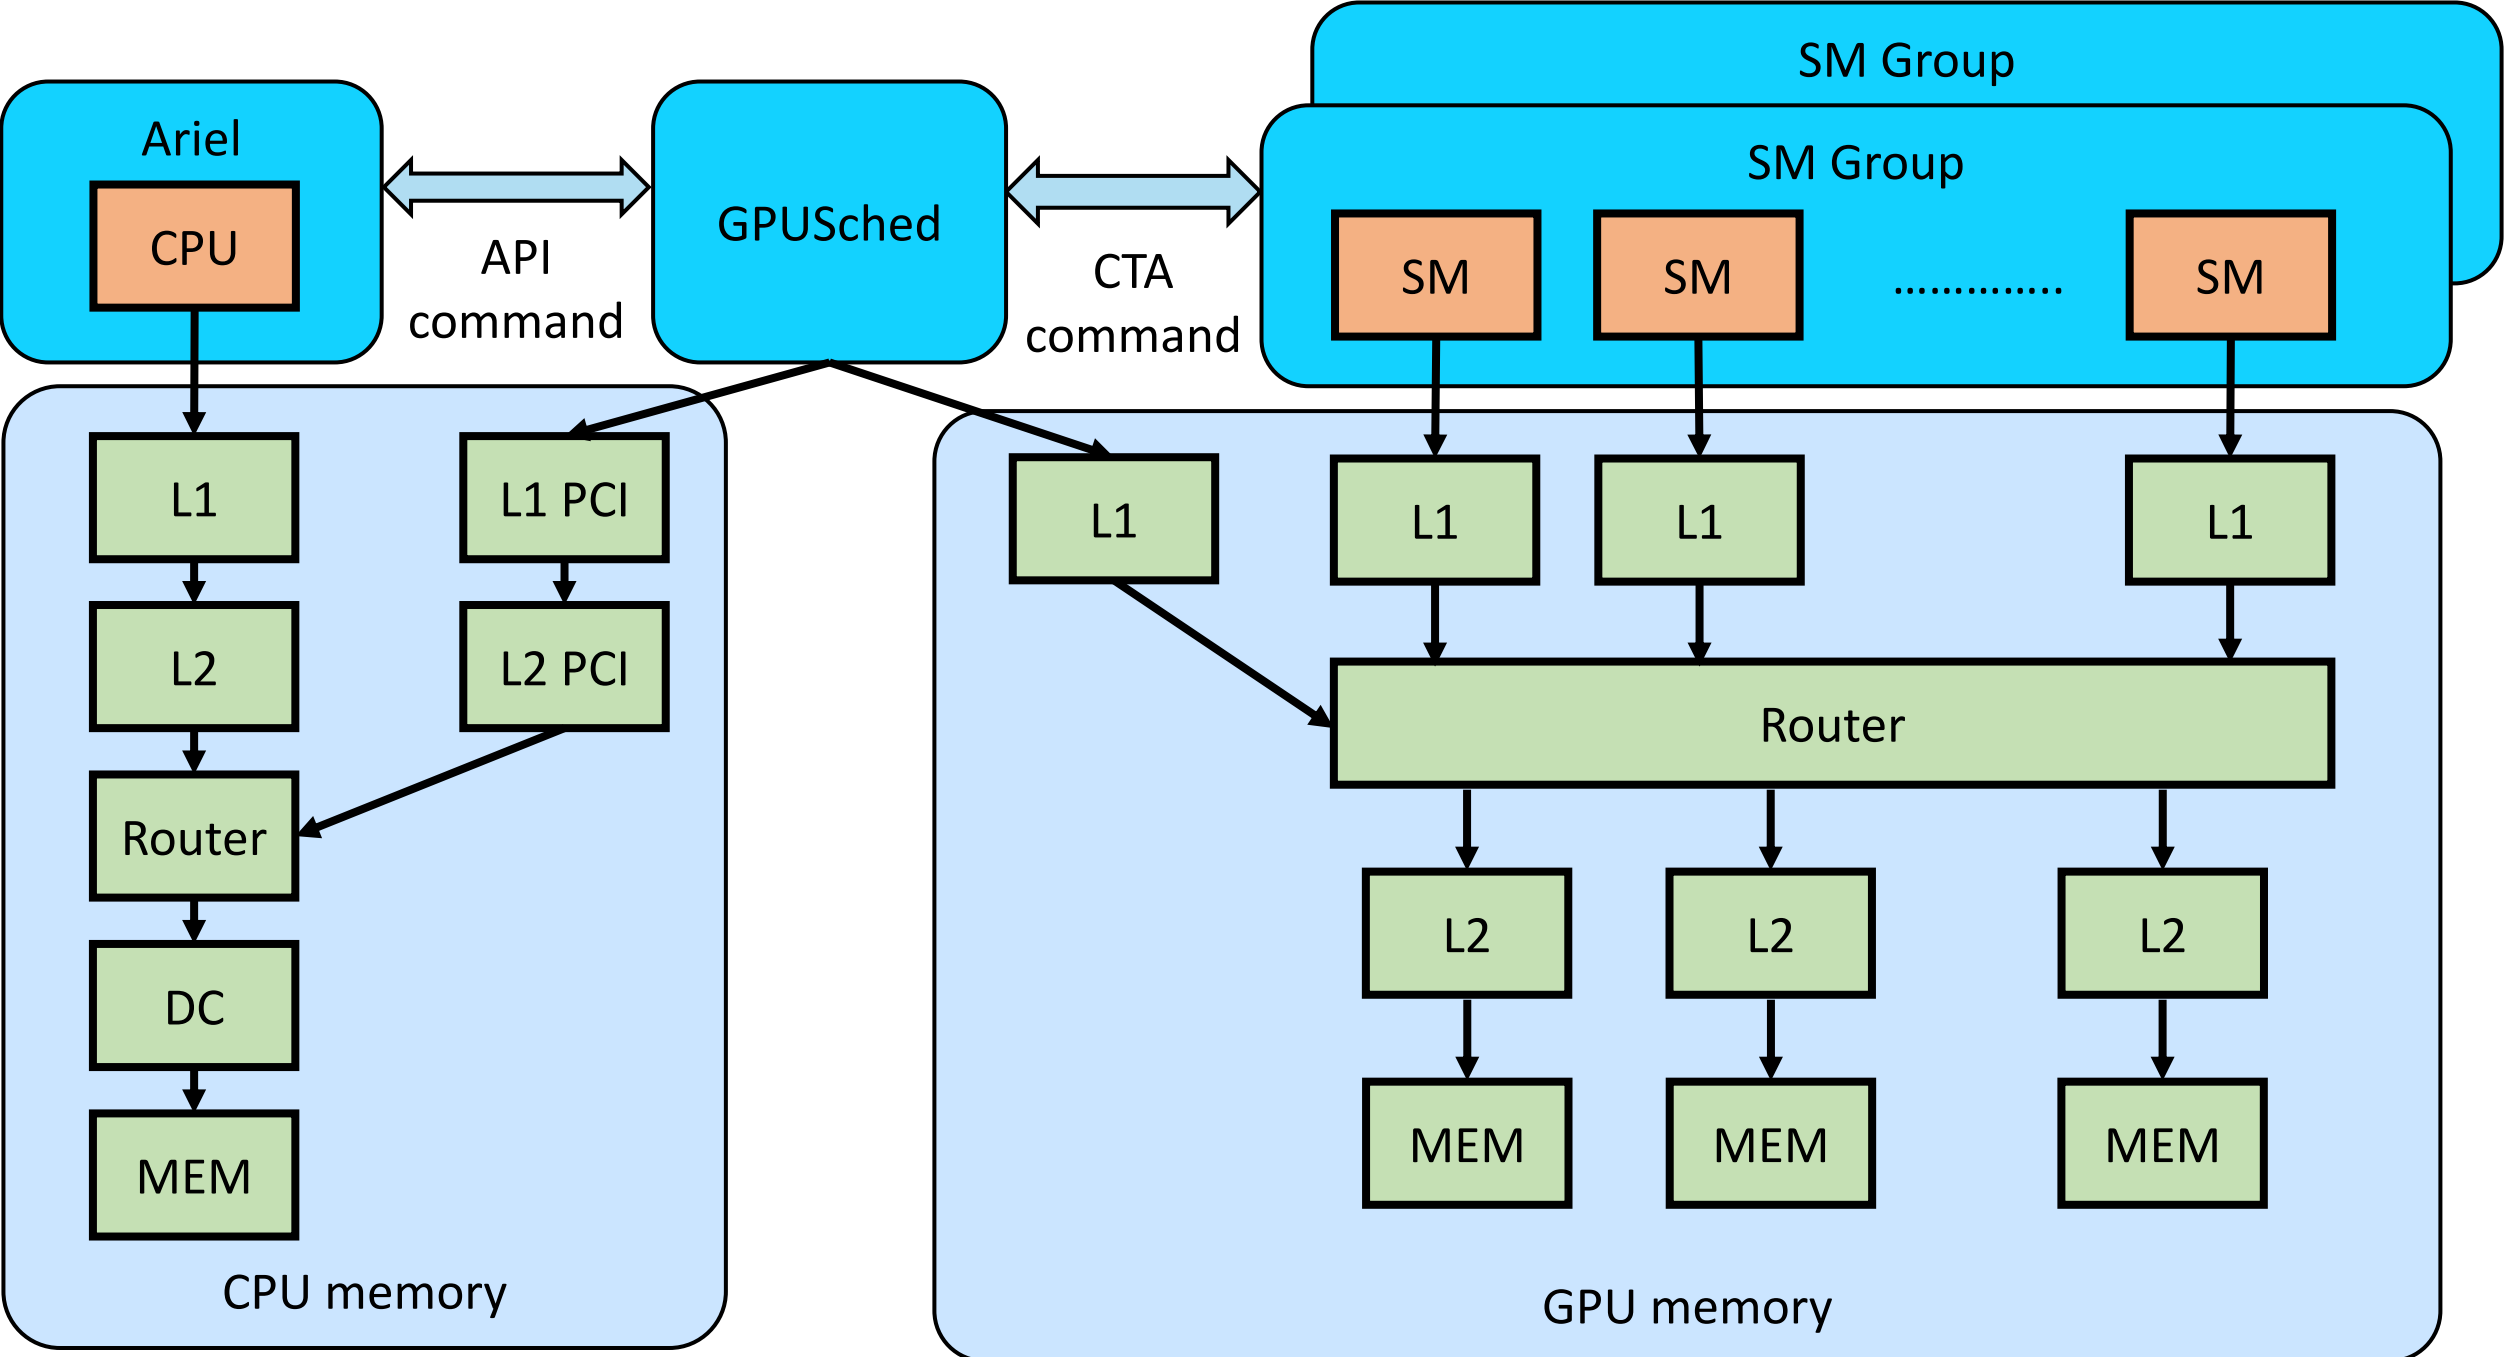 SM Group
SM Group
Ariel
CPU
API
command
GPUSched
CTA
command
SM
SM
.............
SM
L1
L1 PCI
L1
L1
L1
L1
L2
L2 PCI
Router
Router
L2
L2
L2
DC
MEM
MEM
MEM
MEM
CPU memory
GPU memory